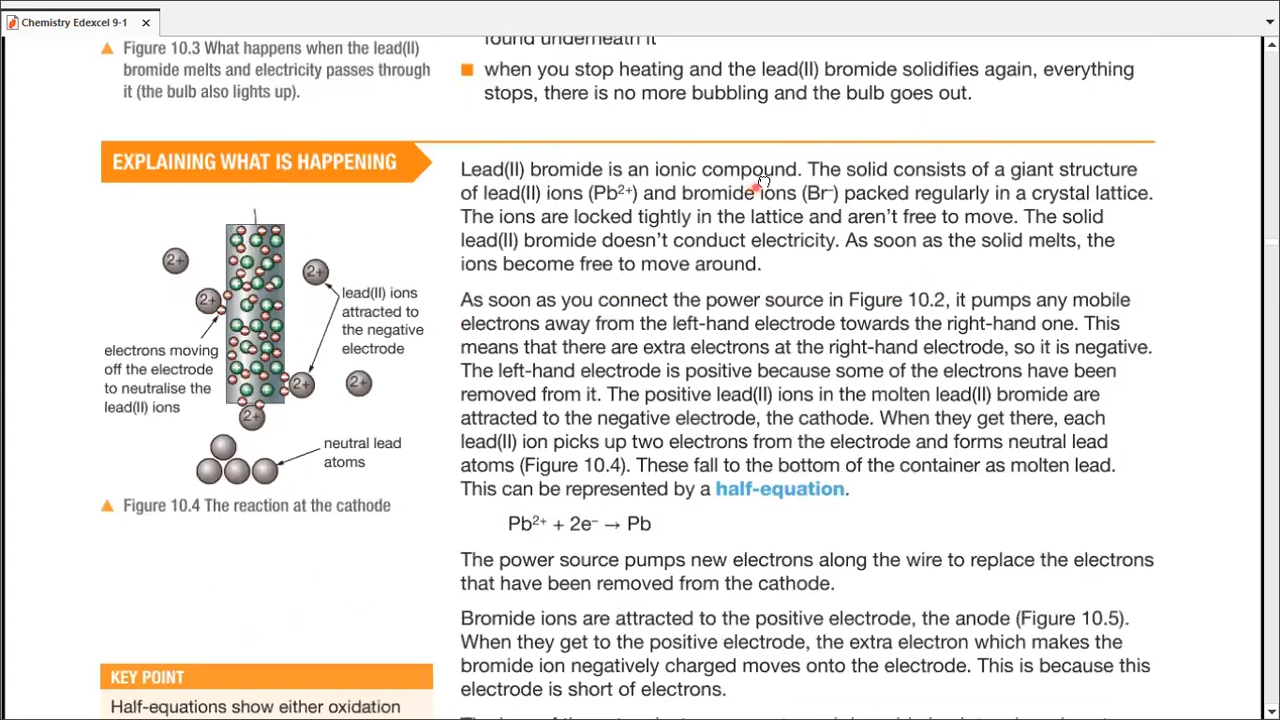 Chemistry Edexcel 9-1
Figure 10.3 What happens when the lead(II)
bromide melts and electricity passes through
it (the bulb also lights up).
found underneath it
when you stop heating and the lead(II) bromide solidifies again, everything
stops, there is no more bubbling and the bulb goes out.
EXPLAINING WHAT IS HAPPENING
Lead(II) bromide is an ionic compound. The solid consists of a giant structure
of lead(II) ions (Pb²⁺) and bromide ions (Br⁻) packed regularly in a crystal lattice.
The ions are locked tightly in the lattice and aren't free to move. The solid
lead(II) bromide doesn't conduct electricity. As soon as the solid melts, the
ions become free to move around.
2+
2+
2+
2+
2+
2+
lead(II) ions
attracted to
the negative
electrode
electrons moving
off the electrode
to neutralise the
lead(II) ions
neutral lead
atoms
Figure 10.4 The reaction at the cathode
As soon as you connect the power source in Figure 10.2, it pumps any mobile
electrons away from the left-hand electrode towards the right-hand one. This
means that there are extra electrons at the right-hand electrode, so it is negative.
The left-hand electrode is positive because some of the electrons have been
removed from it. The positive lead(II) ions in the molten lead(II) bromide are
attracted to the negative electrode, the cathode. When they get there, each
lead(II) ion picks up two electrons from the electrode and forms neutral lead
atoms (Figure 10.4). These fall to the bottom of the container as molten lead.
This can be represented by a half-equation.
Pb²⁺ + 2e⁻ → Pb
The power source pumps new electrons along the wire to replace the electrons
that have been removed from the cathode.
Bromide ions are attracted to the positive electrode, the anode (Figure 10.5).
When they get to the positive electrode, the extra electron which makes the
bromide ion negatively charged moves onto the electrode. This is because this
electrode is short of electrons.
KEY POINT
Half-equations show either oxidation